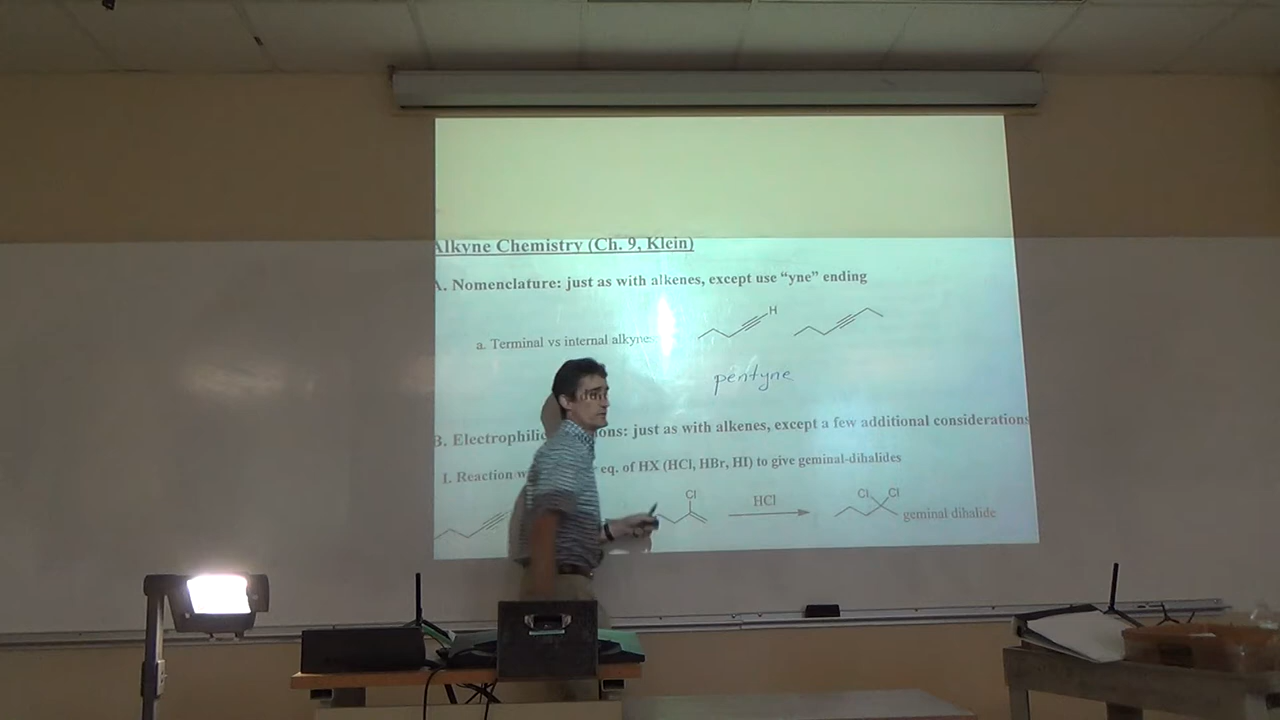 Alkyne Chemistry (Ch. 9, Klein)
A. Nomenclature: just as with alkenes, except use “yne” ending
H
a. Terminal vs internal alkyne
pentyne
B. Electrophilic ons: just as with alkenes, except a few additional considerations
I. Reaction w eq. of HX (HCl, HBr, HI) to give geminal-dihalides
Cl HCl Cl Cl
geminal dihalide